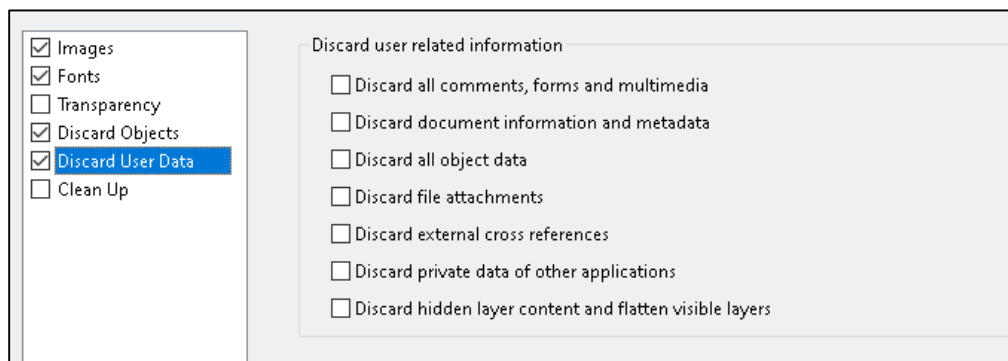 Images
Fonts
Transparency
Discard Objects
Discard User Data
Clean Up
Discard user related information
Discard all comments, forms and multimedia
Discard document information and metadata
Discard all object data
Discard file attachments
Discard external cross references
Discard private data of other applications
Discard hidden layer content and flatten visible layers